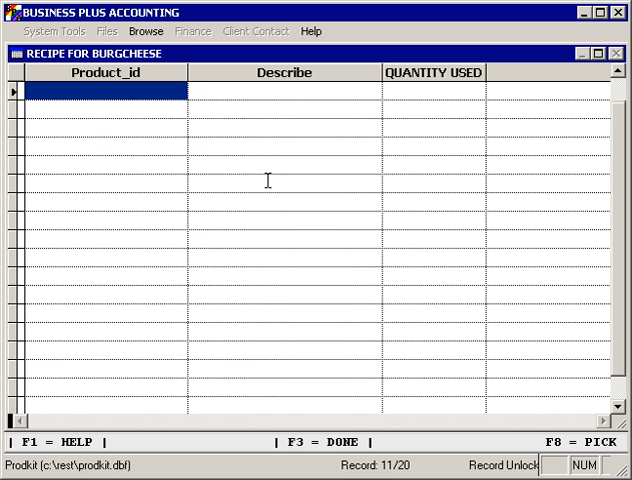 BUSINESS PLUS ACCOUNTING
System Tools Files Browse Finance Client Contact Help
RECIPE FOR BURGCHEESE
Product_id Describe QUANTITY USED
| F1 = HELP | | F3 = DONE | F8 = PICK
Prodkit (c:\rest\prodkit.dbf) Record: 11/20 Record Unlock NUM